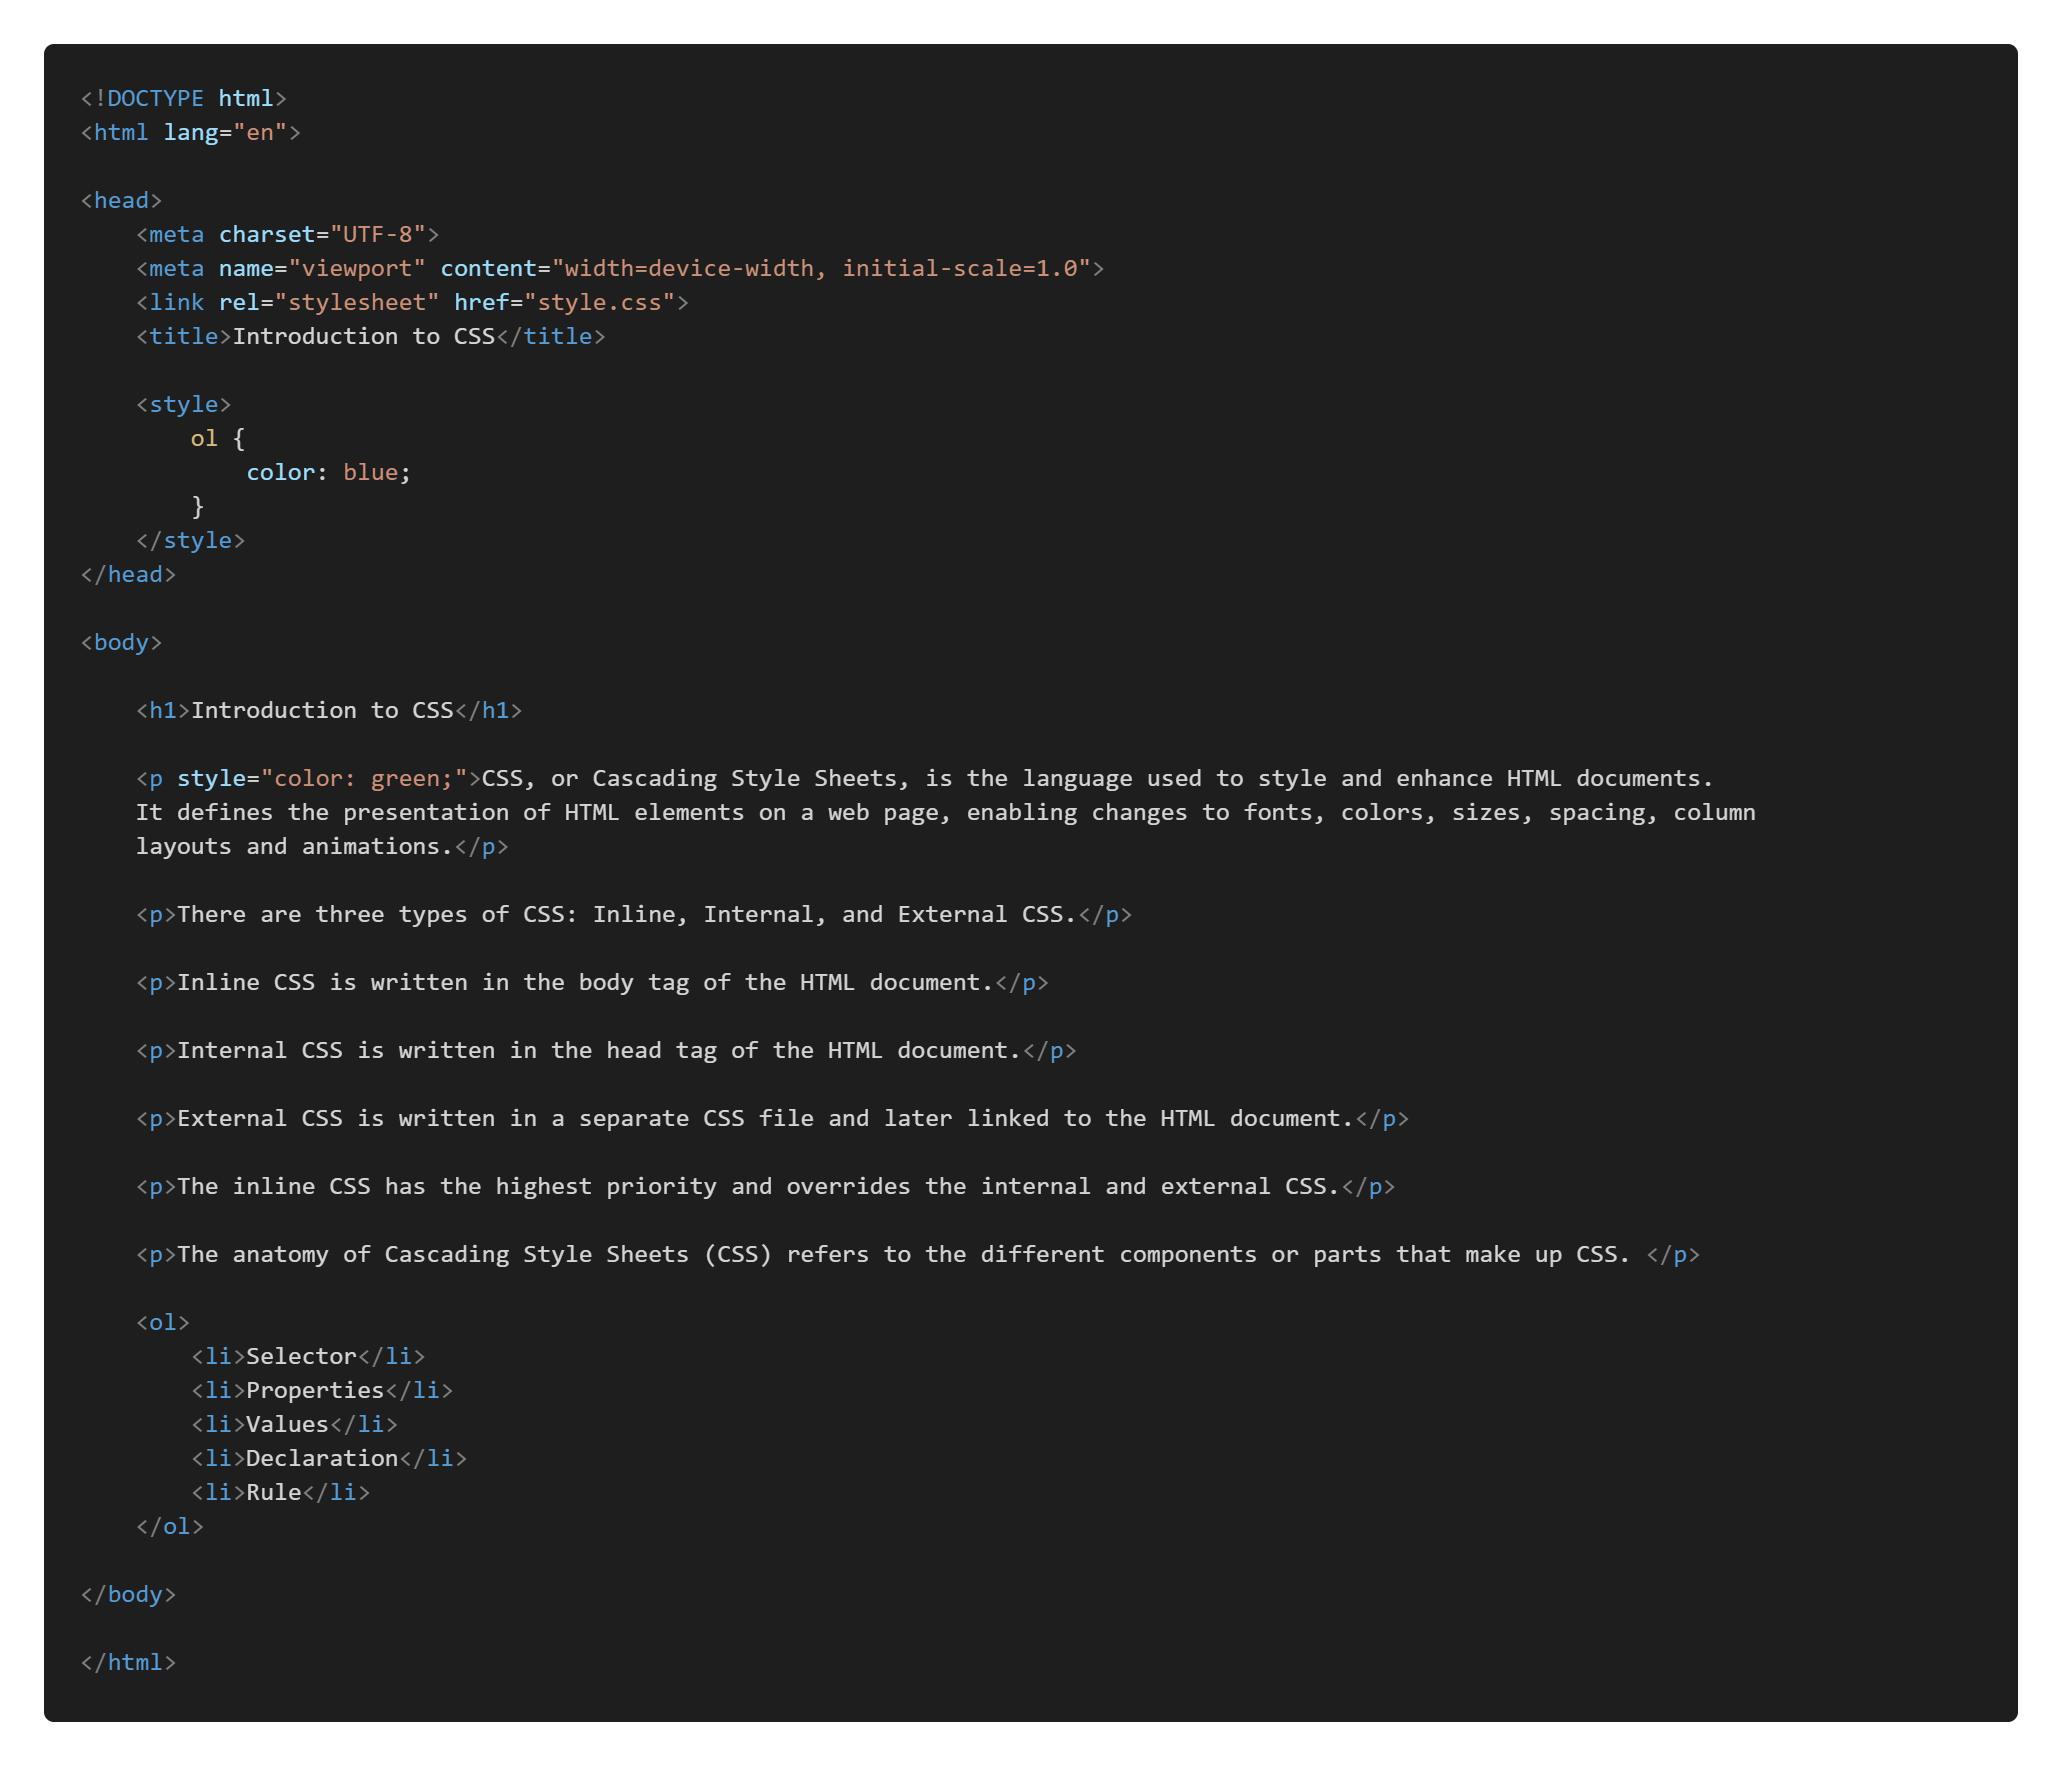 <!DOCTYPE html>
<html lang="en">
<head>
<meta charset="UTF-8">
<meta name="viewport" content="width=device-width, initial-scale=1.0">
<link rel="stylesheet" href="style.css">
<title>Introduction to CSS</title>
<style>
ol {
color: blue;
}
</style>
</head>
<body>
<h1>Introduction to CSS</h1>
<p style="color: green;">CSS, or Cascading Style Sheets, is the language used to style and enhance HTML documents.
It defines the presentation of HTML elements on a web page, enabling changes to fonts, colors, sizes, spacing, column
layouts and animations.</p>
<p>There are three types of CSS: Inline, Internal, and External CSS.</p>
<p>Inline CSS is written in the body tag of the HTML document.</p>
<p>Internal CSS is written in the head tag of the HTML document.</p>
<p>External CSS is written in a separate CSS file and later linked to the HTML document.</p>
<p>The inline CSS has the highest priority and overrides the internal and external CSS.</p>
<p>The anatomy of Cascading Style Sheets (CSS) refers to the different components or parts that make up CSS. </p>
<ol>
<li>Selector</li>
<li>Properties</li>
<li>Values</li>
<li>Declaration</li>
<li>Rule</li>
</ol>
</body>
</html>